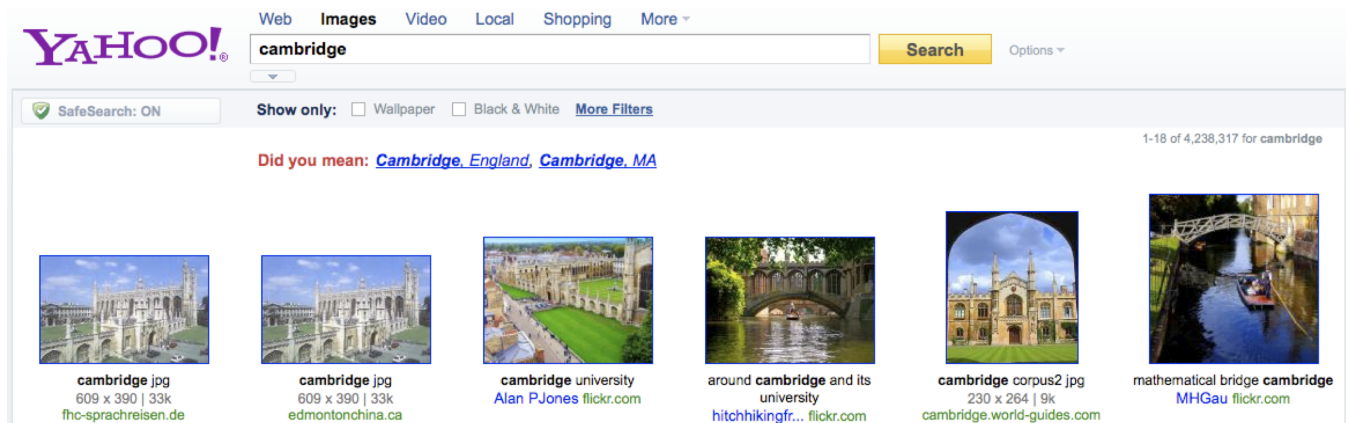 Web Images Video Local Shopping More
YAHOO!®
cambridge
Search
Options
SafeSearch: ON
Show only: Wallpaper Black & White More Filters
1-18 of 4,238,317 for cambridge
Did you mean: Cambridge, England, Cambridge, MA
cambridge jpg
609 x 390 | 33k
fhc-sprachreisen.de
cambridge jpg
609 x 390 | 33k
edmontonchina.ca
cambridge university
Alan PJones flickr.com
around cambridge and its
university
hitchhikingfr... flickr.com
cambridge corpus2 jpg
230 x 264 | 9k
cambridge.world-guides.com
mathematical bridge cambridge
MHGau flickr.com